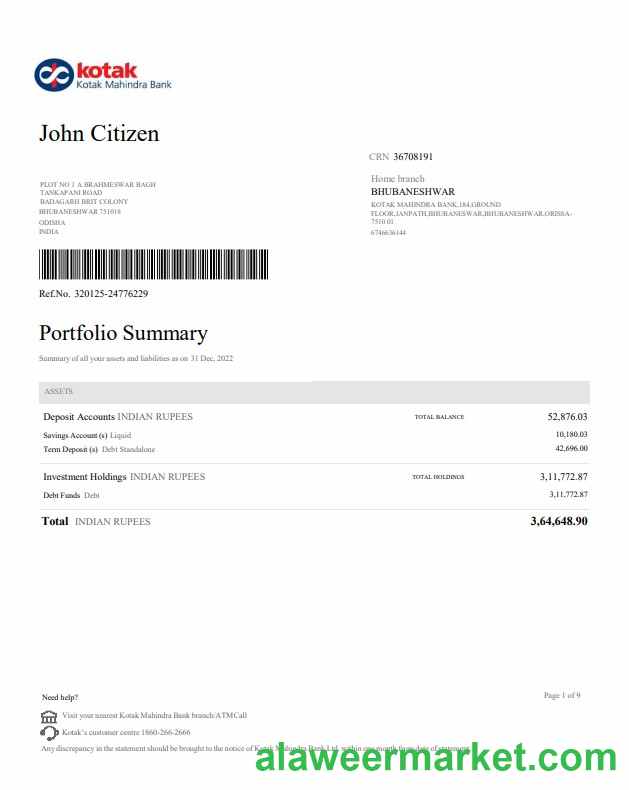 kotak
Kotak Mahindra Bank
John Citizen
CRN 36708191
PLOT NO 1 A BRAHMESWAR BAGH
TANKAPANI ROAD
BADAGARH BRIT COLONY
BHUBANESHWAR 751018
ODISHA
INDIA
Home branch
BHUBANESHWAR
KOTAK MAHINDRA BANK,184,GROUND
FLOOR,JANPATH,BHUBANESWAR,BHUBANESHWAR,ORISSA-
7510 01
6746636144
Ref.No. 320125-24776229
Portfolio Summary
Summary of all your assets and liabilities as on 31 Dec, 2022
ASSETS
Deposit Accounts INDIAN RUPEES TOTAL BALANCE 52,876.03
Savings Account (s) Liquid 10,180.03
Term Deposit (s) Debt Standalone 42,696.00
Investment Holdings INDIAN RUPEES TOTAL HOLDINGS 3,11,772.87
Debt Funds Debt 3,11,772.87
Total INDIAN RUPEES 3,64,648.90
Need help? Page 1 of 9
Visit your nearest Kotak Mahindra Bank branch/ATMCall
Kotak's customer centre 1860-266-2666
Any discrepancy in the statement should be brought to the notice of Kotak Mahindra Bank Ltd. within one month from date of statement
alaweermarket.com